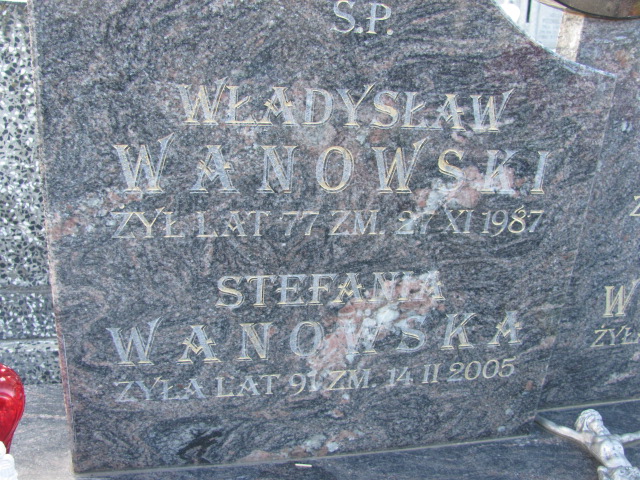 Ś.P.
WŁADYSŁAW
WANOWSKI
ŻYŁ LAT 77 ZM. 27 XI 1987
STEFANIA
WANOWSKA
ŻYŁA LAT 91 ZM. 14 II 2005